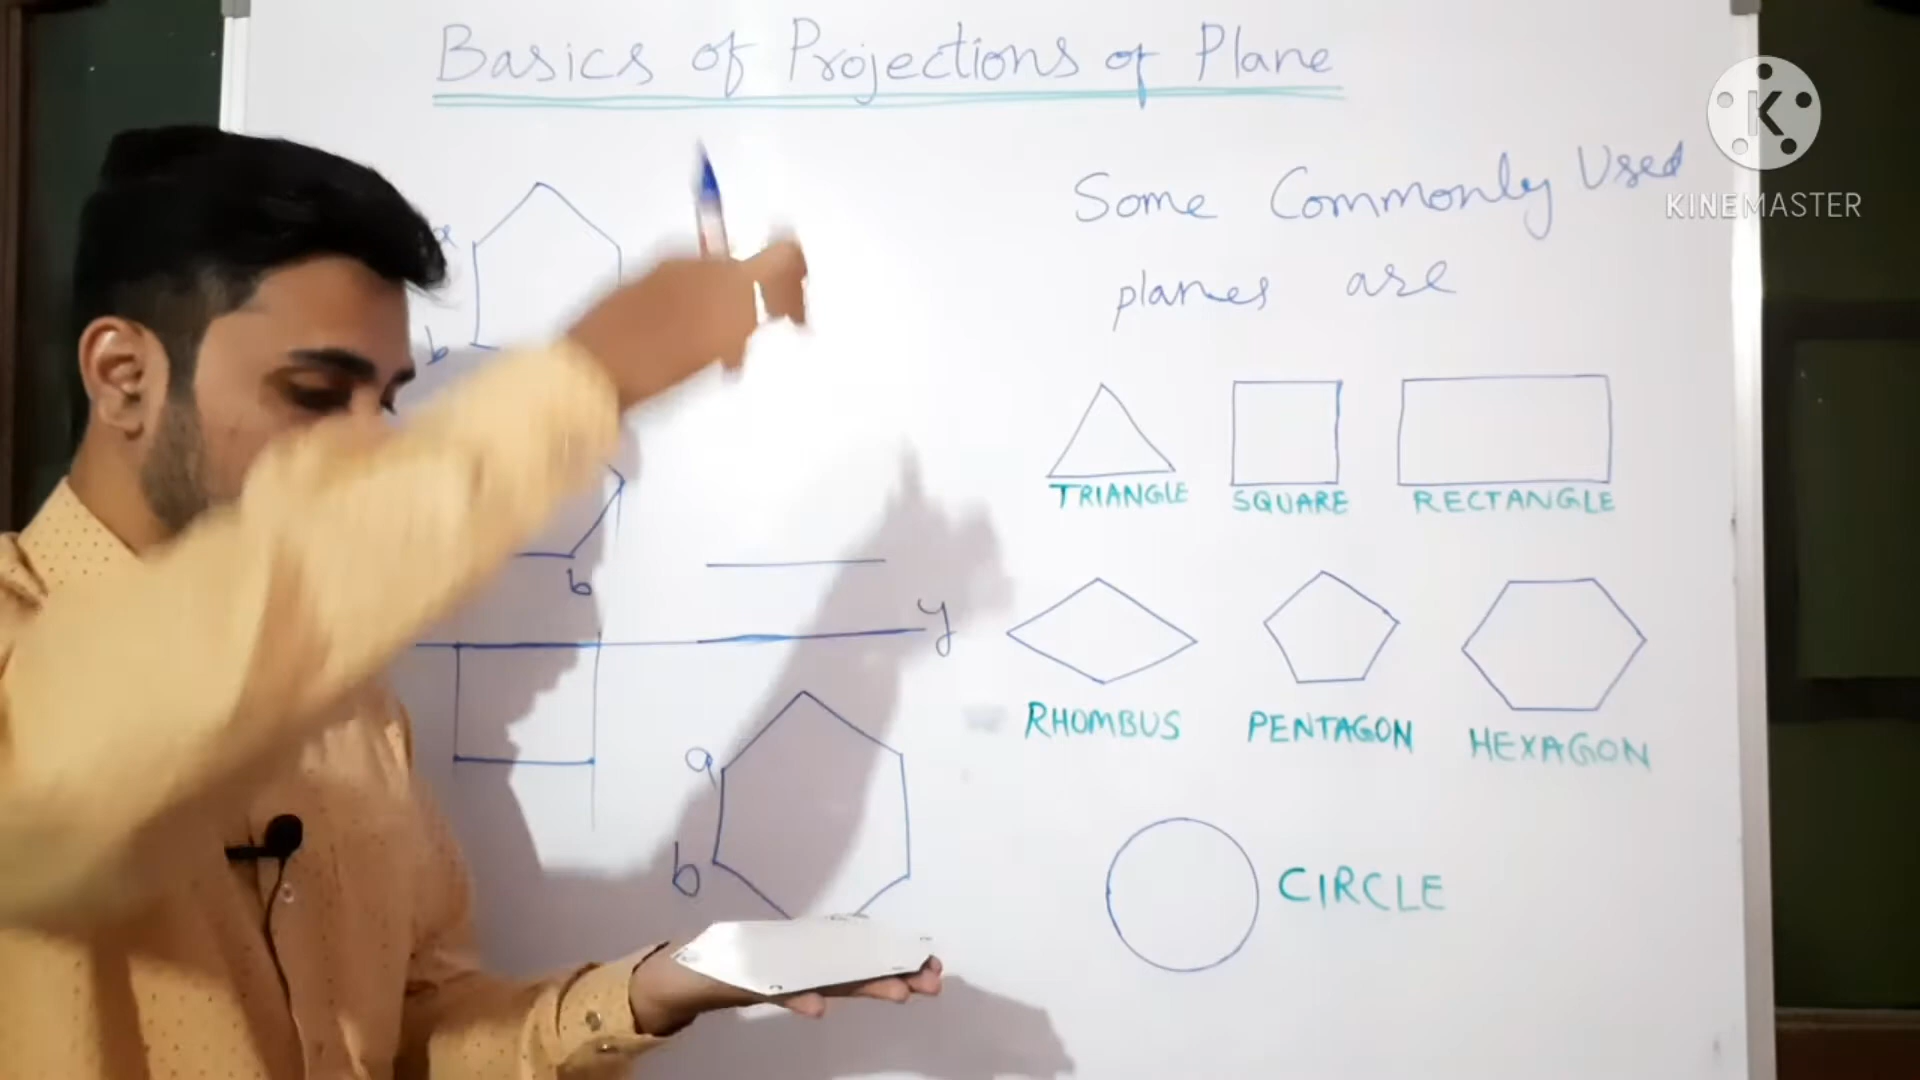 Basics of Projections of Plane
K
KINEMASTER
Some Commonly Used
planes are
a
b
TRIANGLE SQUARE RECTANGLE
b
y
RHOMBUS PENTAGON HEXAGON
a
b
CIRCLE